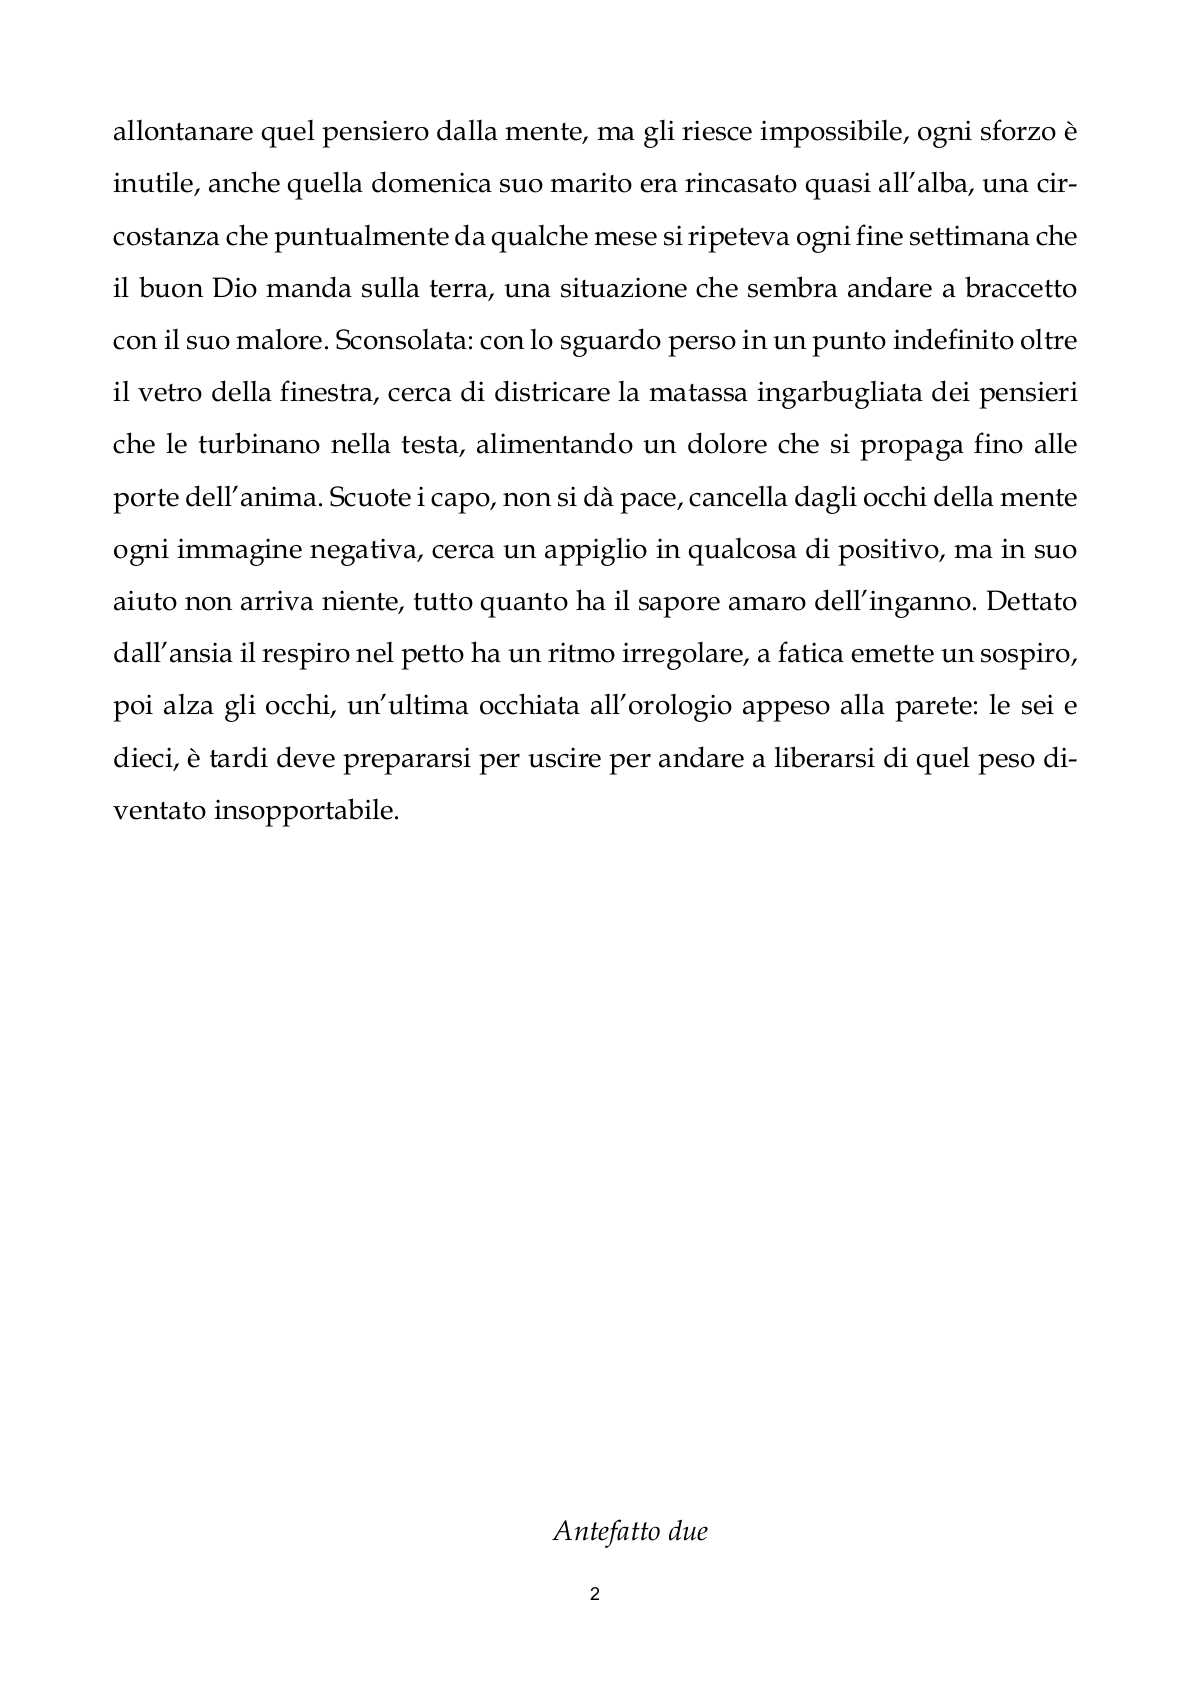 allontanare quel pensiero dalla mente, ma gli riesce impossibile, ogni sforzo è
inutile, anche quella domenica suo marito era rincasato quasi all’alba, una cir-
costanza che puntualmente da qualche mese si ripeteva ogni fine settimana che
il buon Dio manda sulla terra, una situazione che sembra andare a braccetto
con il suo malore. Sconsolata: con lo sguardo perso in un punto indefinito oltre
il vetro della finestra, cerca di districare la matassa ingarbugliata dei pensieri
che le turbinano nella testa, alimentando un dolore che si propaga fino alle
porte dell’anima. Scuote i capo, non si dà pace, cancella dagli occhi della mente
ogni immagine negativa, cerca un appiglio in qualcosa di positivo, ma in suo
aiuto non arriva niente, tutto quanto ha il sapore amaro dell’inganno. Dettato
dall’ansia il respiro nel petto ha un ritmo irregolare, a fatica emette un sospiro,
poi alza gli occhi, un’ultima occhiata all’orologio appeso alla parete: le sei e
dieci, è tardi deve prepararsi per uscire per andare a liberarsi di quel peso di-
ventato insopportabile.
Antefatto due
2